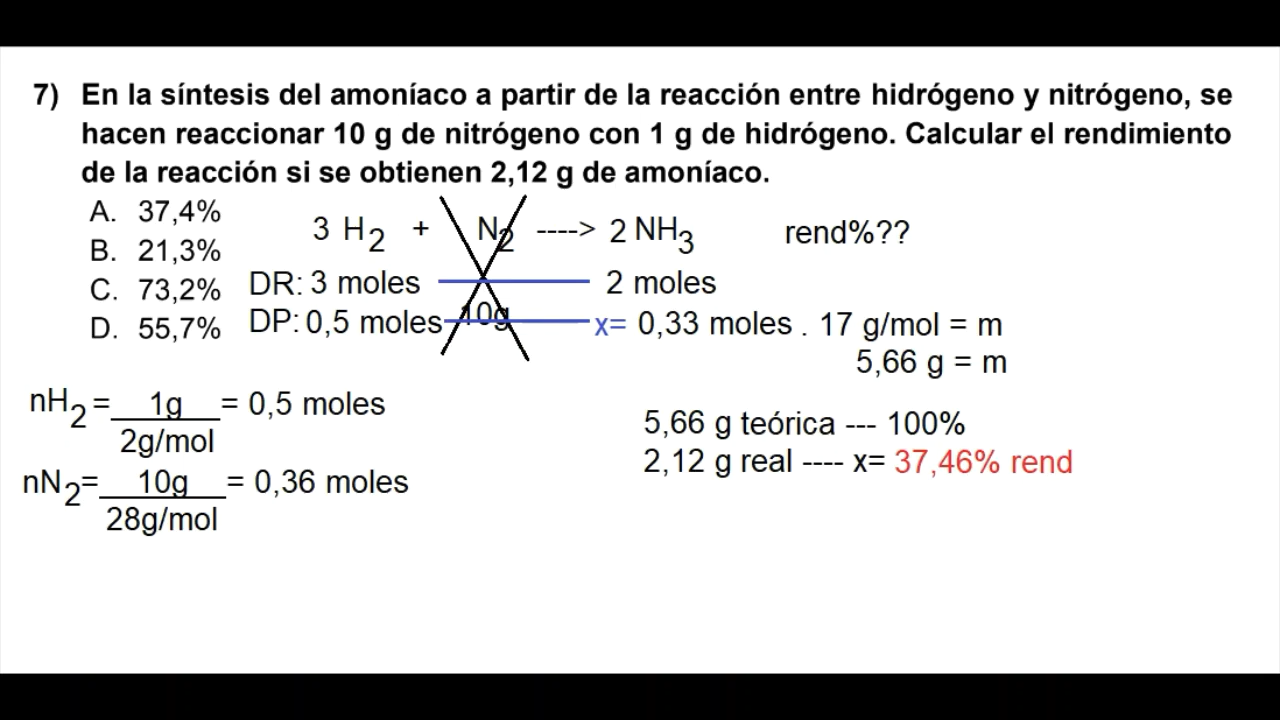 7) En la síntesis del amoníaco a partir de la reacción entre hidrógeno y nitrógeno, se
hacen reaccionar 10 g de nitrógeno con 1 g de hidrógeno. Calcular el rendimiento
de la reacción si se obtienen 2,12 g de amoníaco.
A. 37,4%
B. 21,3%
C. 73,2%
D. 55,7%
3 H2 + N2 ----> 2 NH3 rend%??
DR: 3 moles 2 moles
DP: 0,5 moles 10g x= 0,33 moles . 17 g/mol = m
5,66 g = m
nH2= 1g = 0,5 moles
2g/mol
nN2= 10g = 0,36 moles
28g/mol
5,66 g teórica --- 100%
2,12 g real ---- x= 37,46% rend